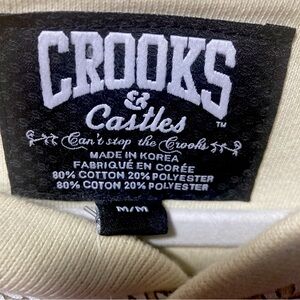 CROOKS
&
Castles
TM
Can't stop the Crooks
MADE IN KOREA
FABRIQUÉ EN CORÉE
80% COTTON 20% POLYESTER
80% COTON 20% POLYESTER
M/M